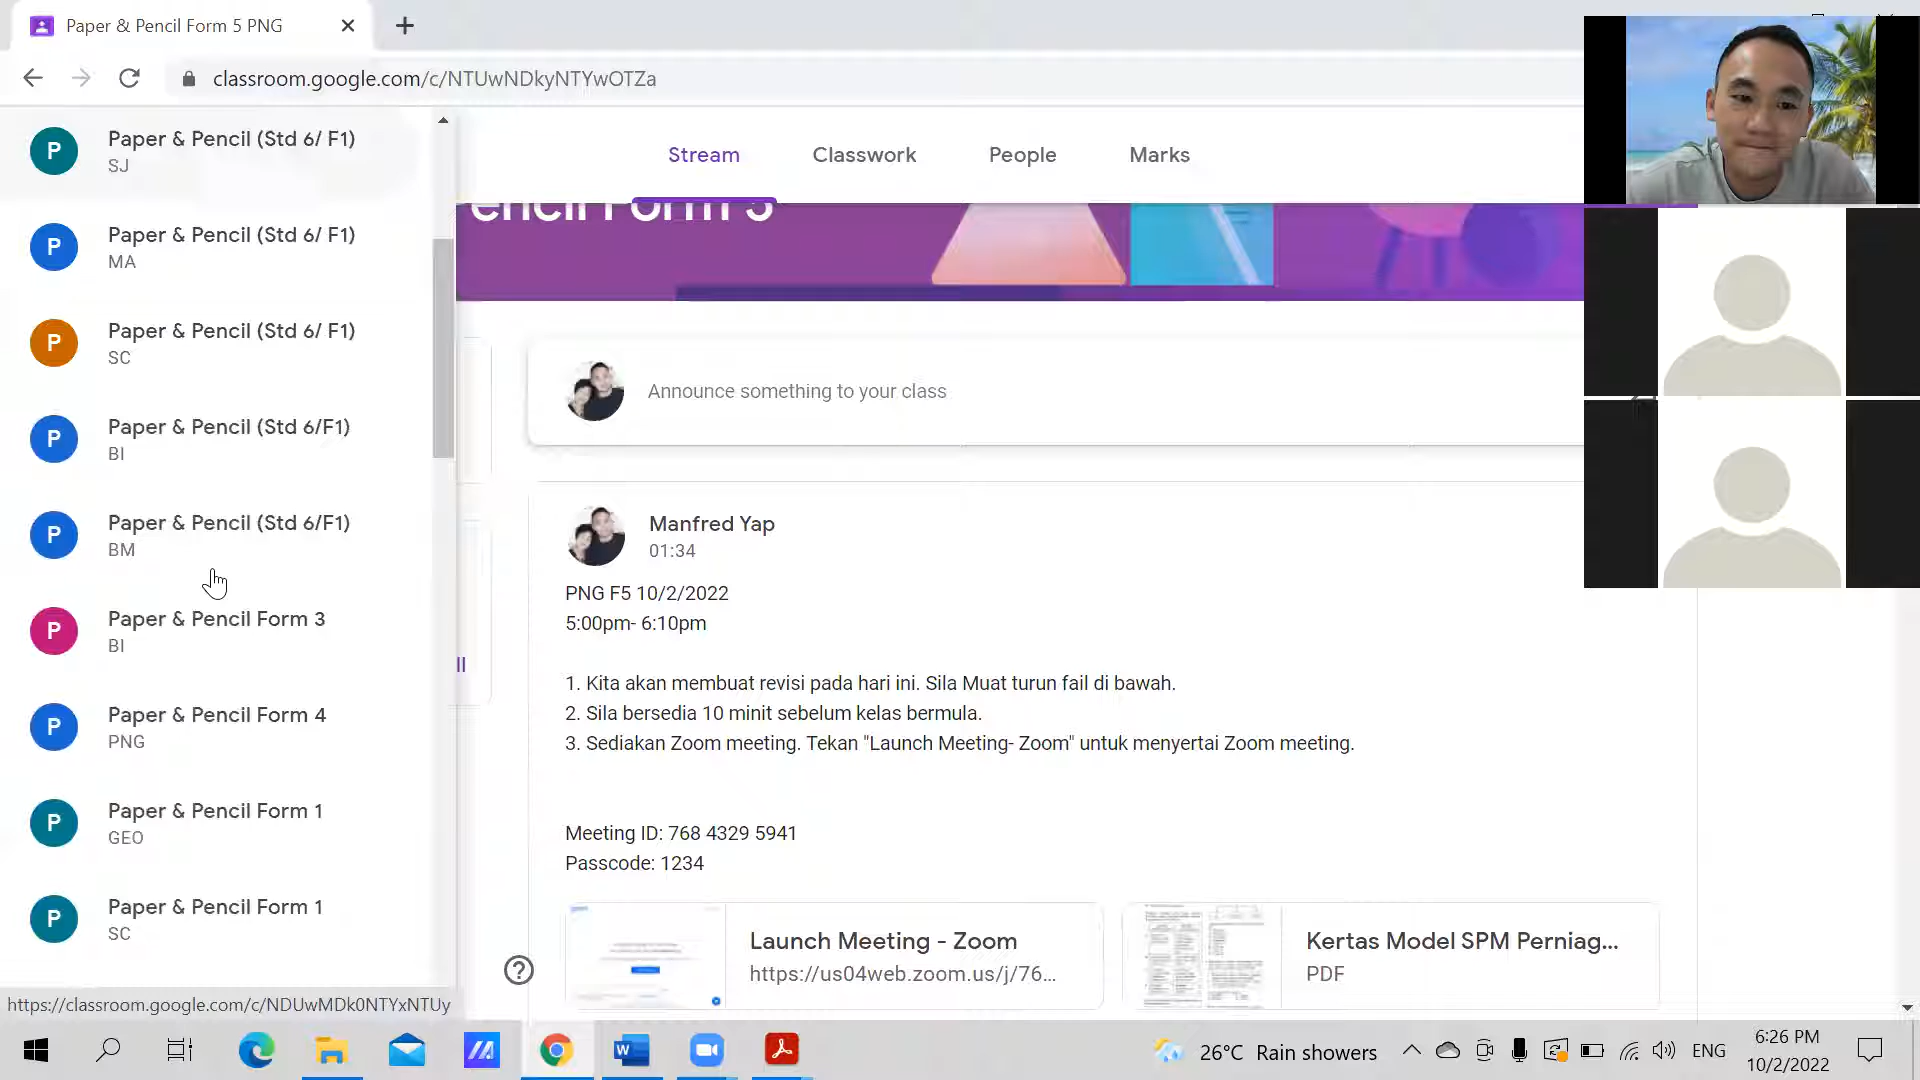 Paper & Pencil Form 5 PNG
classroom.google.com/c/NTUwNDkyNTYwOTZa
Paper & Pencil (Std 6/ F1)
SJ
Paper & Pencil (Std 6/ F1)
MA
Paper & Pencil (Std 6/ F1)
SC
Paper & Pencil (Std 6/F1)
BI
Paper & Pencil (Std 6/F1)
BM
Paper & Pencil Form 3
BI
Paper & Pencil Form 4
PNG
Paper & Pencil Form 1
GEO
Paper & Pencil Form 1
SC
https://classroom.google.com/c/NDUwMDk0NTYxNTUy
Stream
Classwork
People
Marks
encil Form 5
Announce something to your class
Manfred Yap
01:34
PNG F5 10/2/2022
5:00pm- 6:10pm
1. Kita akan membuat revisi pada hari ini. Sila Muat turun fail di bawah.
2. Sila bersedia 10 minit sebelum kelas bermula.
3. Sediakan Zoom meeting. Tekan "Launch Meeting- Zoom" untuk menyertai Zoom meeting.
Meeting ID: 768 4329 5941
Passcode: 1234
Launch Meeting - Zoom
https://us04web.zoom.us/j/76...
Kertas Model SPM Perniag...
PDF
26°C Rain showers
ENG
6:26 PM
10/2/2022